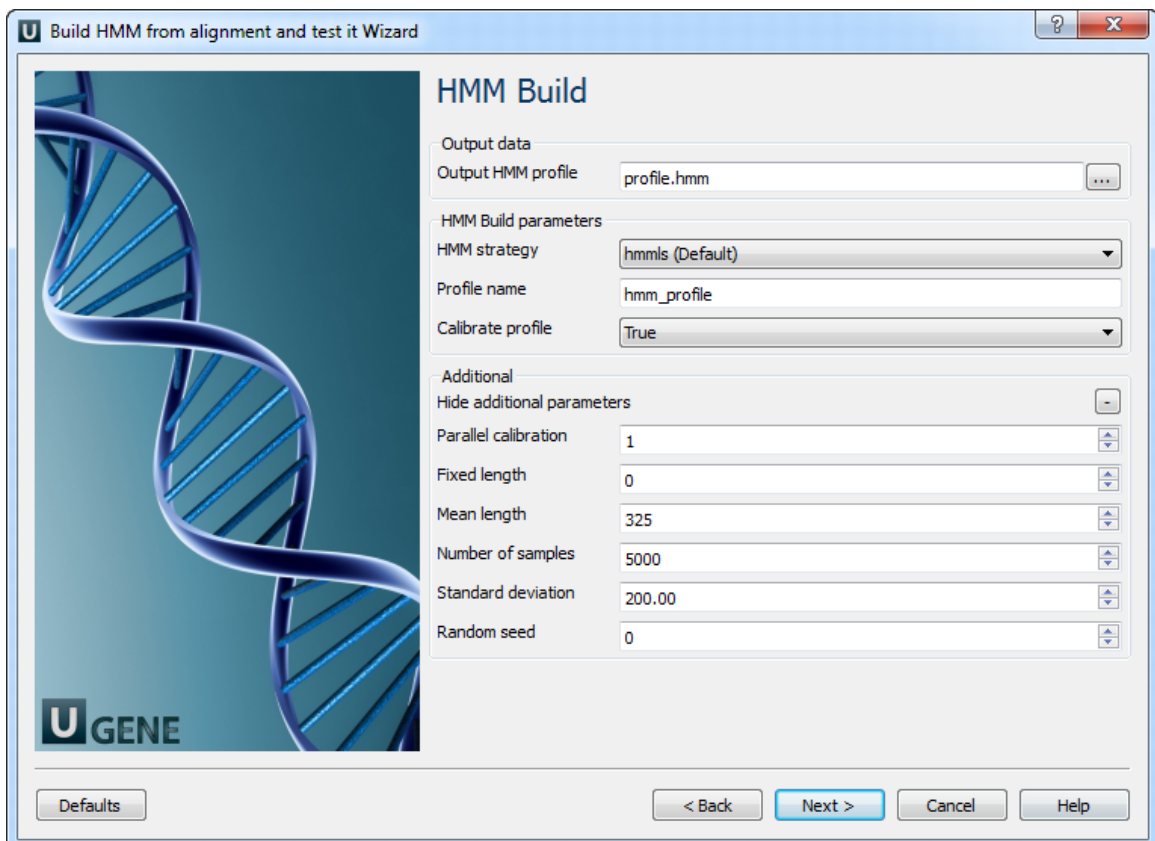 U Build HMM from alignment and test it Wizard
?
HMM Build
Output data
Output HMM profile profile.hmm ...
HMM Build parameters
HMM strategy hmmls (Default)
Profile name hmm_profile
Calibrate profile True
Additional
Hide additional parameters -
Parallel calibration 1
Fixed length 0
Mean length 325
Number of samples 5000
Standard deviation 200.00
Random seed 0
U GENE
Defaults < Back Next > Cancel Help